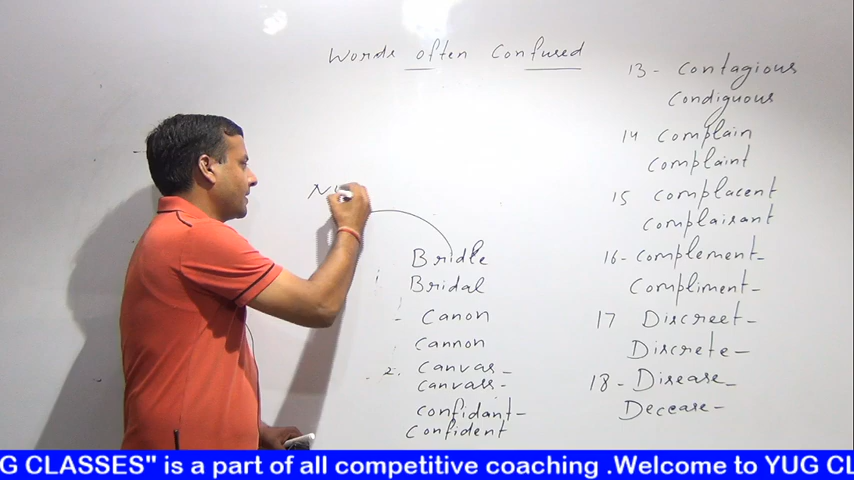 Words often Confused
Bridle
Bridal
- Canon
Cannon
2. Canvas -
Canvass -
Confidant -
Confident
13 - Contagious
Condiguous
14 Complain
Complaint
15 Complacent
Complairant
16 - Complement -
Compliment -
17 Discreet -
Discrete -
18 - Disease -
Decease -
G CLASSES" is a part of all competitive coaching .Welcome to YUG CL